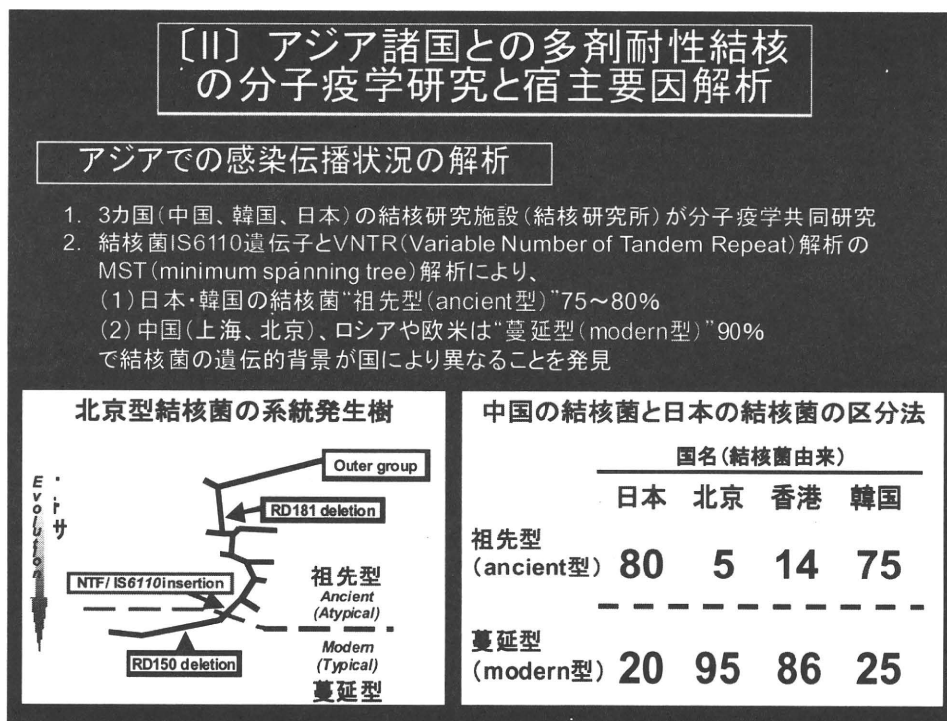 〔II〕アジア諸国との多剤耐性結核
の分子疫学研究と宿主要因解析
アジアでの感染伝播状況の解析
1. 3カ国(中国、韓国、日本)の結核研究施設(結核研究所)が分子疫学共同研究
2. 結核菌IS6110遺伝子とVNTR(Variable Number of Tandem Repeat)解析の
MST(minimum spanning tree)解析により、
(1)日本・韓国の結核菌“祖先型(ancient型)”75〜80%
(2)中国(上海、北京)、ロシアや欧米は“蔓延型(modern型)”90%
で結核菌の遺伝的背景が国により異なることを発見
北京型結核菌の系統発生樹
Outer group
RD181 deletion
Evolution
NTF/ IS6110 insertion
祖先型
Ancient
(Atypical)
Modern
(Typical)
蔓延型
RD150 deletion
中国の結核菌と日本の結核菌の区分法
国名(結核菌由来)
日本 北京 香港 韓国
祖先型
(ancient型) 80 5 14 75
蔓延型
(modern型) 20 95 86 25